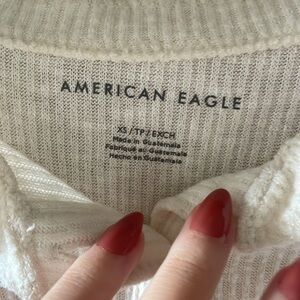 AMERICAN EAGLE
XS / TP / EXCH
Made in Guatemala
Fabriqué au Guatemala
Hecho en Guatemala